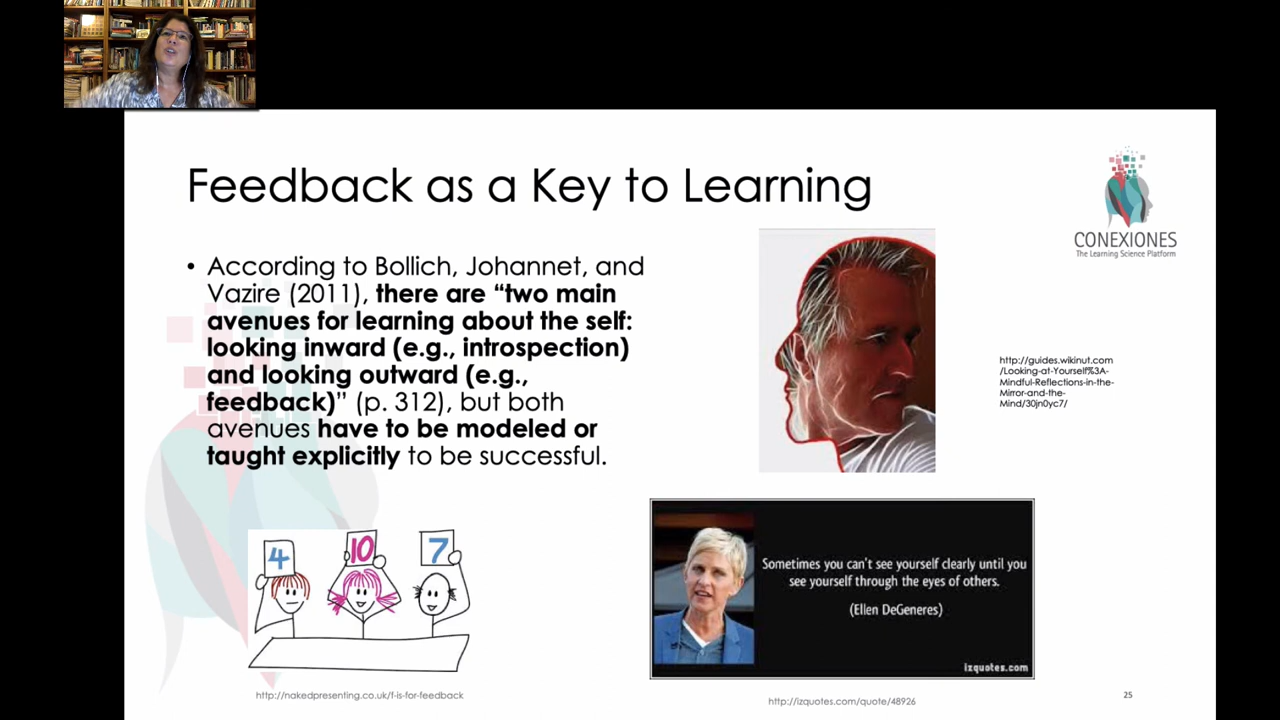 Feedback as a Key to Learning
CONEXIONES
The Learning Science Platform
• According to Bollich, Johannet, and
Vazire (2011), there are “two main
avenues for learning about the self:
looking inward (e.g., introspection)
and looking outward (e.g.,
feedback)” (p. 312), but both
avenues have to be modeled or
taught explicitly to be successful.
http://guides.wikinut.com
/Looking-at-Yourself%3A-
Mindful-Reflections-in-the-
Mirror-and-the-
Mind/30jn0yc7/
4
10
7
Sometimes you can't see yourself clearly until you
see yourself through the eyes of others.
(Ellen DeGeneres)
izquotes.com
http://nakedpresenting.co.uk/f-is-for-feedback
http://izquotes.com/quote/48926
25